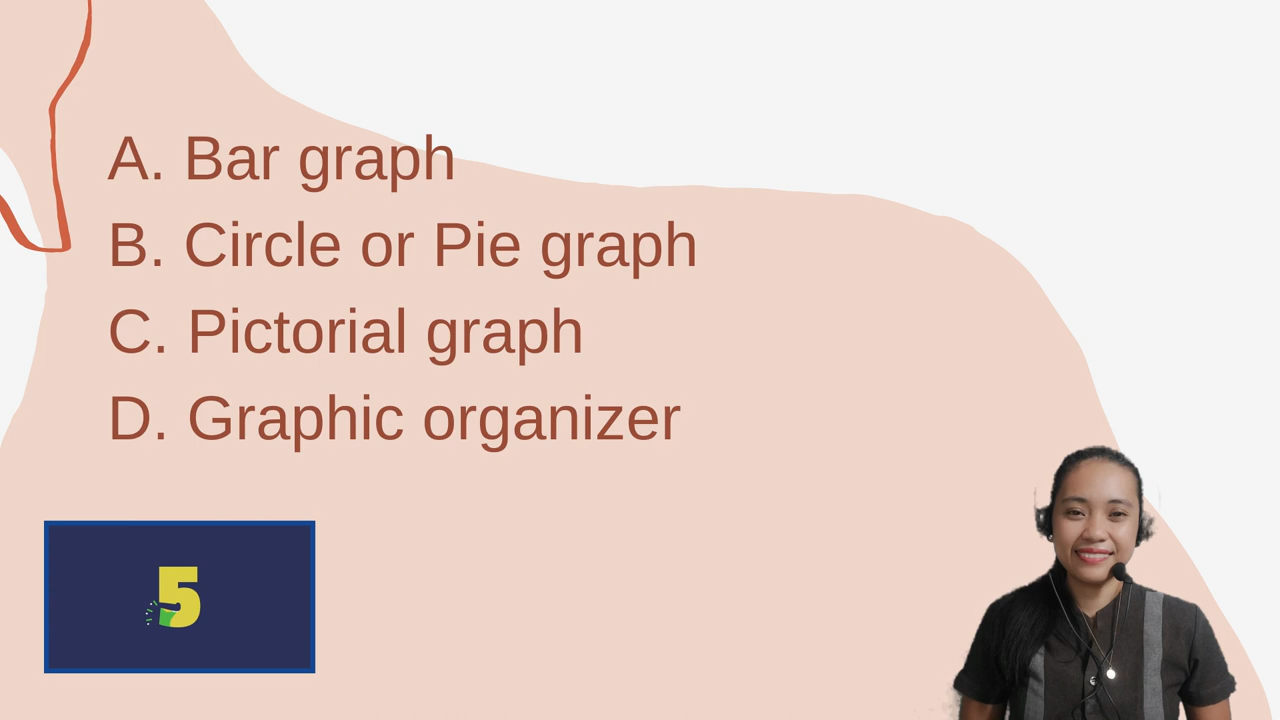 A. Bar graph
B. Circle or Pie graph
C. Pictorial graph
D. Graphic organizer
5